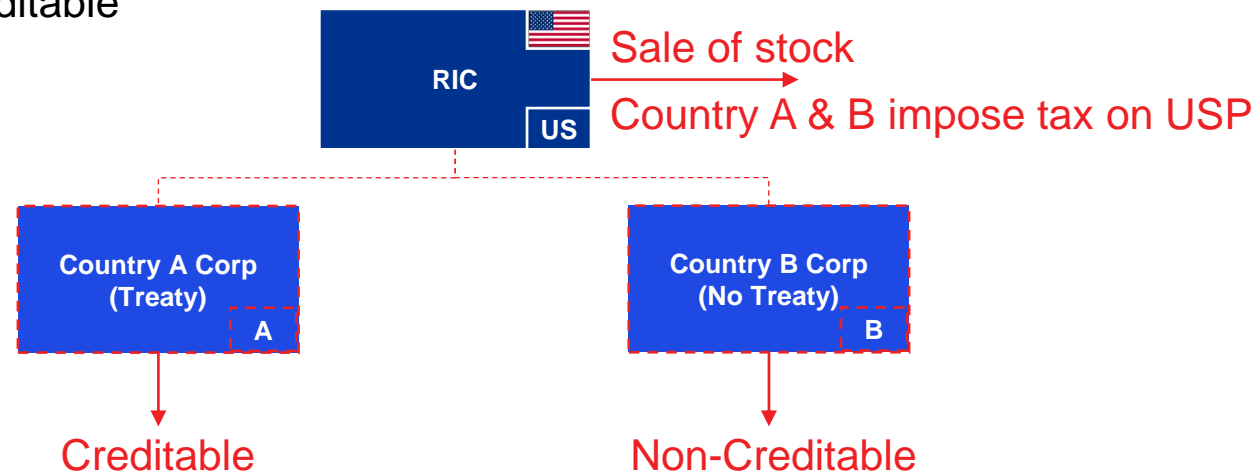 Sale of stock
RIC
US
Country A & B impose tax on USP
Country A Corp
(Treaty)
A
Country B Corp
(No Treaty)
B
Creditable
Non-Creditable